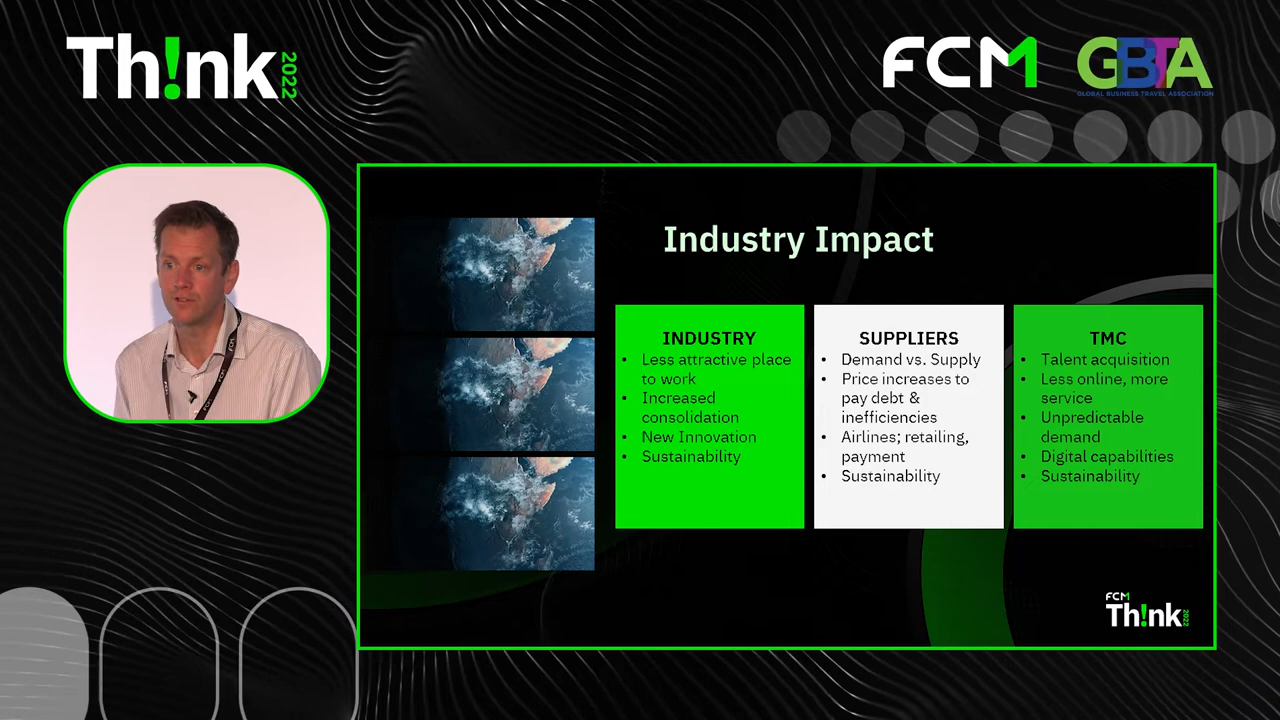 Th!nk 2022
FCM
GBTA
GLOBAL BUSINESS TRAVEL ASSOCIATION
Industry Impact
INDUSTRY
• Less attractive place
to work
• Increased
consolidation
• New Innovation
• Sustainability
SUPPLIERS
• Demand vs. Supply
• Price increases to
pay debt &
inefficiencies
• Airlines; retailing,
payment
• Sustainability
TMC
• Talent acquisition
• Less online, more
service
• Unpredictable
demand
• Digital capabilities
• Sustainability
FCM
Th!nk 2022